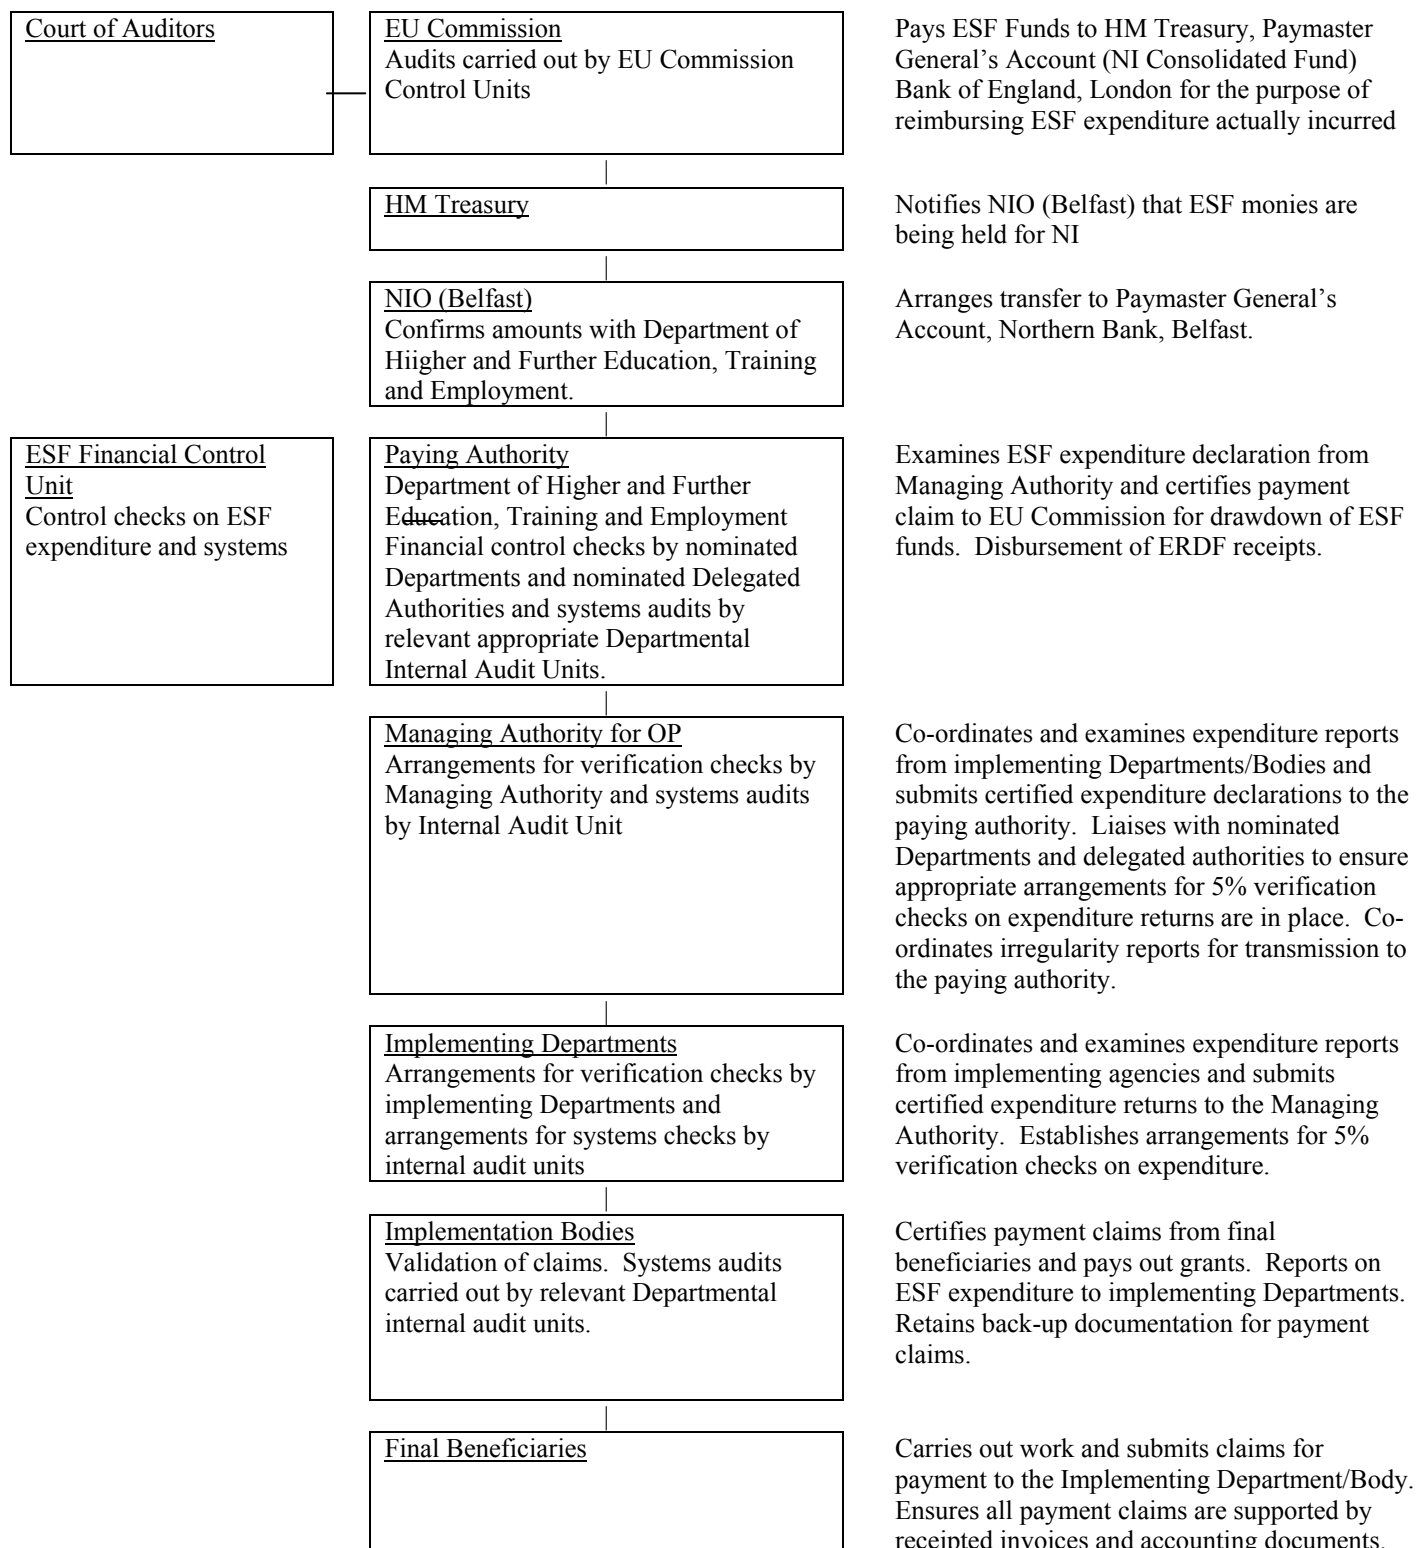 Court of Auditors
EU Commission
Audits carried out by EU Commission
Control Units
Pays ESF Funds to HM Treasury, Paymaster
General’s Account (NI Consolidated Fund)
Bank of England, London for the purpose of
reimbursing ESF expenditure actually incurred
HM Treasury
Notifies NIO (Belfast) that ESF monies are
being held for NI
NIO (Belfast)
Confirms amounts with Department of
Hiigher and Further Education, Training
and Employment.
Arranges transfer to Paymaster General’s
Account, Northern Bank, Belfast.
ESF Financial Control
Unit
Control checks on ESF
expenditure and systems
Paying Authority
Department of Higher and Further
Education, Training and Employment
Financial control checks by nominated
Departments and nominated Delegated
Authorities and systems audits by
relevant appropriate Departmental
Internal Audit Units.
Examines ESF expenditure declaration from
Managing Authority and certifies payment
claim to EU Commission for drawdown of ESF
funds.  Disbursement of ERDF receipts.
Managing Authority for OP
Arrangements for verification checks by
Managing Authority and systems audits
by Internal Audit Unit
Co-ordinates and examines expenditure reports
from implementing Departments/Bodies and
submits certified expenditure declarations to the
paying authority.  Liaises with nominated
Departments and delegated authorities to ensure
appropriate arrangements for 5% verification
checks on expenditure returns are in place.  Co-
ordinates irregularity reports for transmission to
the paying authority.
Implementing Departments
Arrangements for verification checks by
implementing Departments and
arrangements for systems checks by
internal audit units
Co-ordinates and examines expenditure reports
from implementing agencies and submits
certified expenditure returns to the Managing
Authority.  Establishes arrangements for 5%
verification checks on expenditure.
Implementation Bodies
Validation of claims.  Systems audits
carried out by relevant Departmental
internal audit units.
Certifies payment claims from final
beneficiaries and pays out grants.  Reports on
ESF expenditure to implementing Departments.
Retains back-up documentation for payment
claims.
Final Beneficiaries
Carries out work and submits claims for
payment to the Implementing Department/Body.
Ensures all payment claims are supported by
receipted invoices and accounting documents.